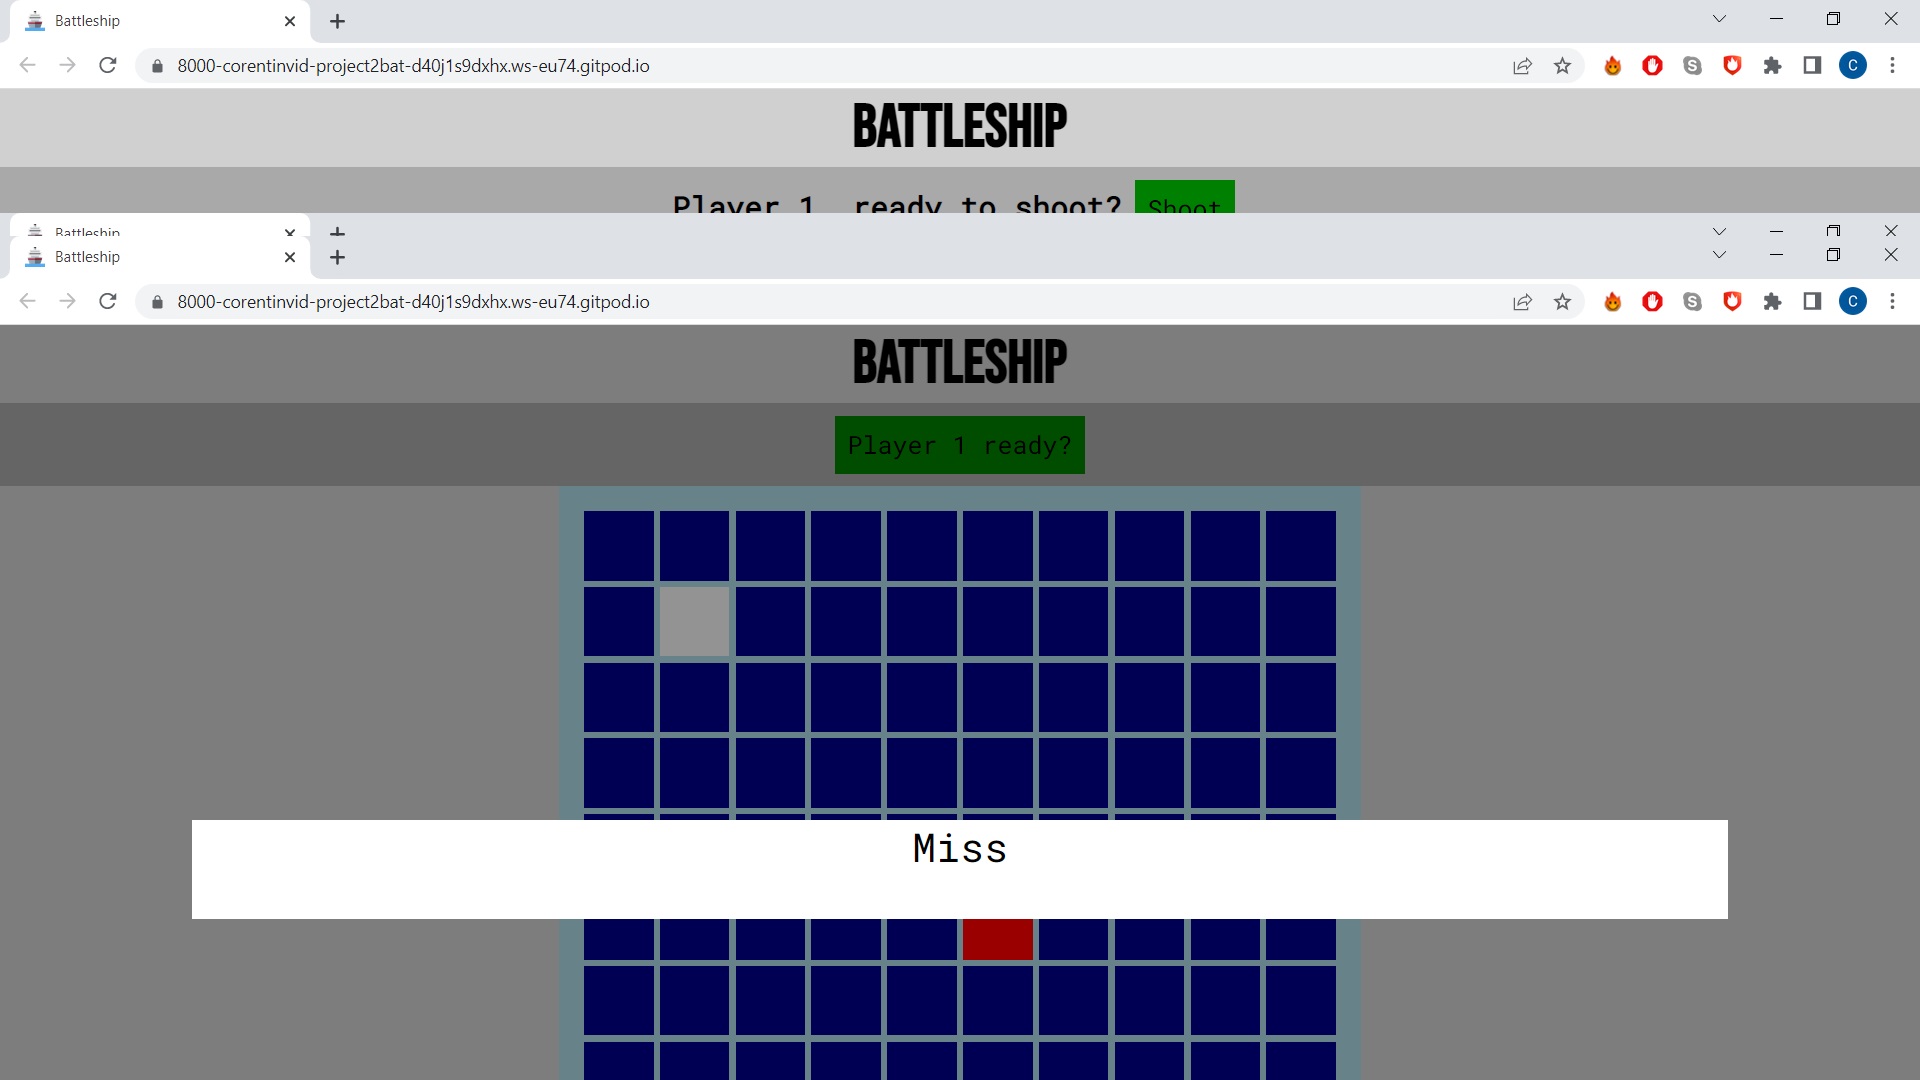 Battleship
8000-corentinvid-project2bat-d40j1s9dxhx.ws-eu74.gitpod.io
C
BATTLESHIP
Player 1 ready to shoot? Shoot
Battleship
Battleship
8000-corentinvid-project2bat-d40j1s9dxhx.ws-eu74.gitpod.io
C
BATTLESHIP
Player 1 ready?
Miss